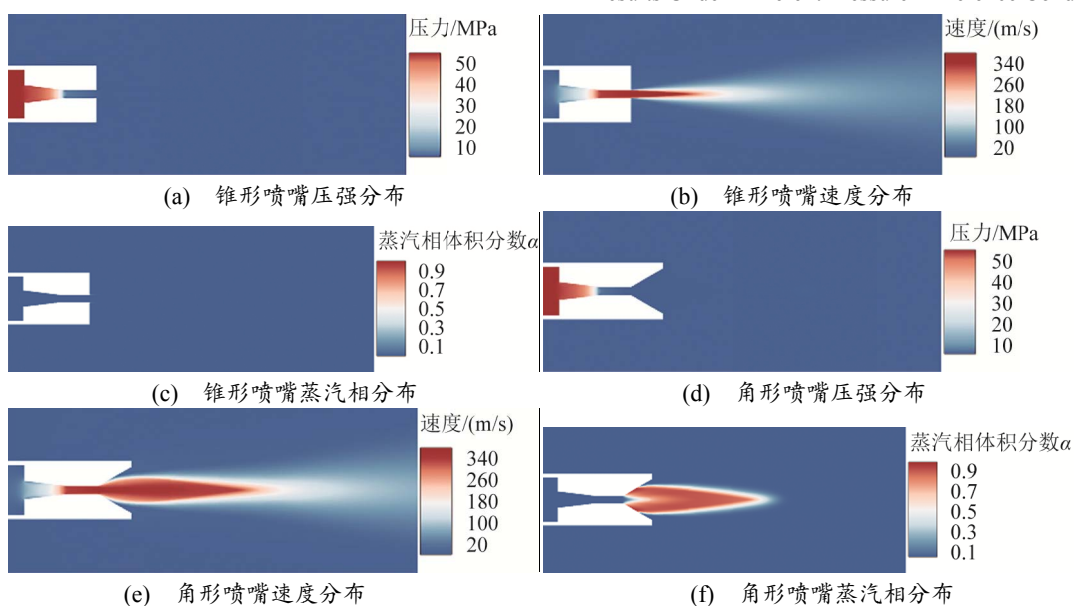 压力/MPa
50
40
30
20
10
速度/(m/s)
340
260
180
100
20
(a) 锥形喷嘴压强分布
(b) 锥形喷嘴速度分布
蒸汽相体积分数α
0.9
0.7
0.5
0.3
0.1
压力/MPa
50
40
30
20
10
(c) 锥形喷嘴蒸汽相分布
(d) 角形喷嘴压强分布
速度/(m/s)
340
260
180
100
20
蒸汽相体积分数α
0.9
0.7
0.5
0.3
0.1
(e) 角形喷嘴速度分布
(f) 角形喷嘴蒸汽相分布